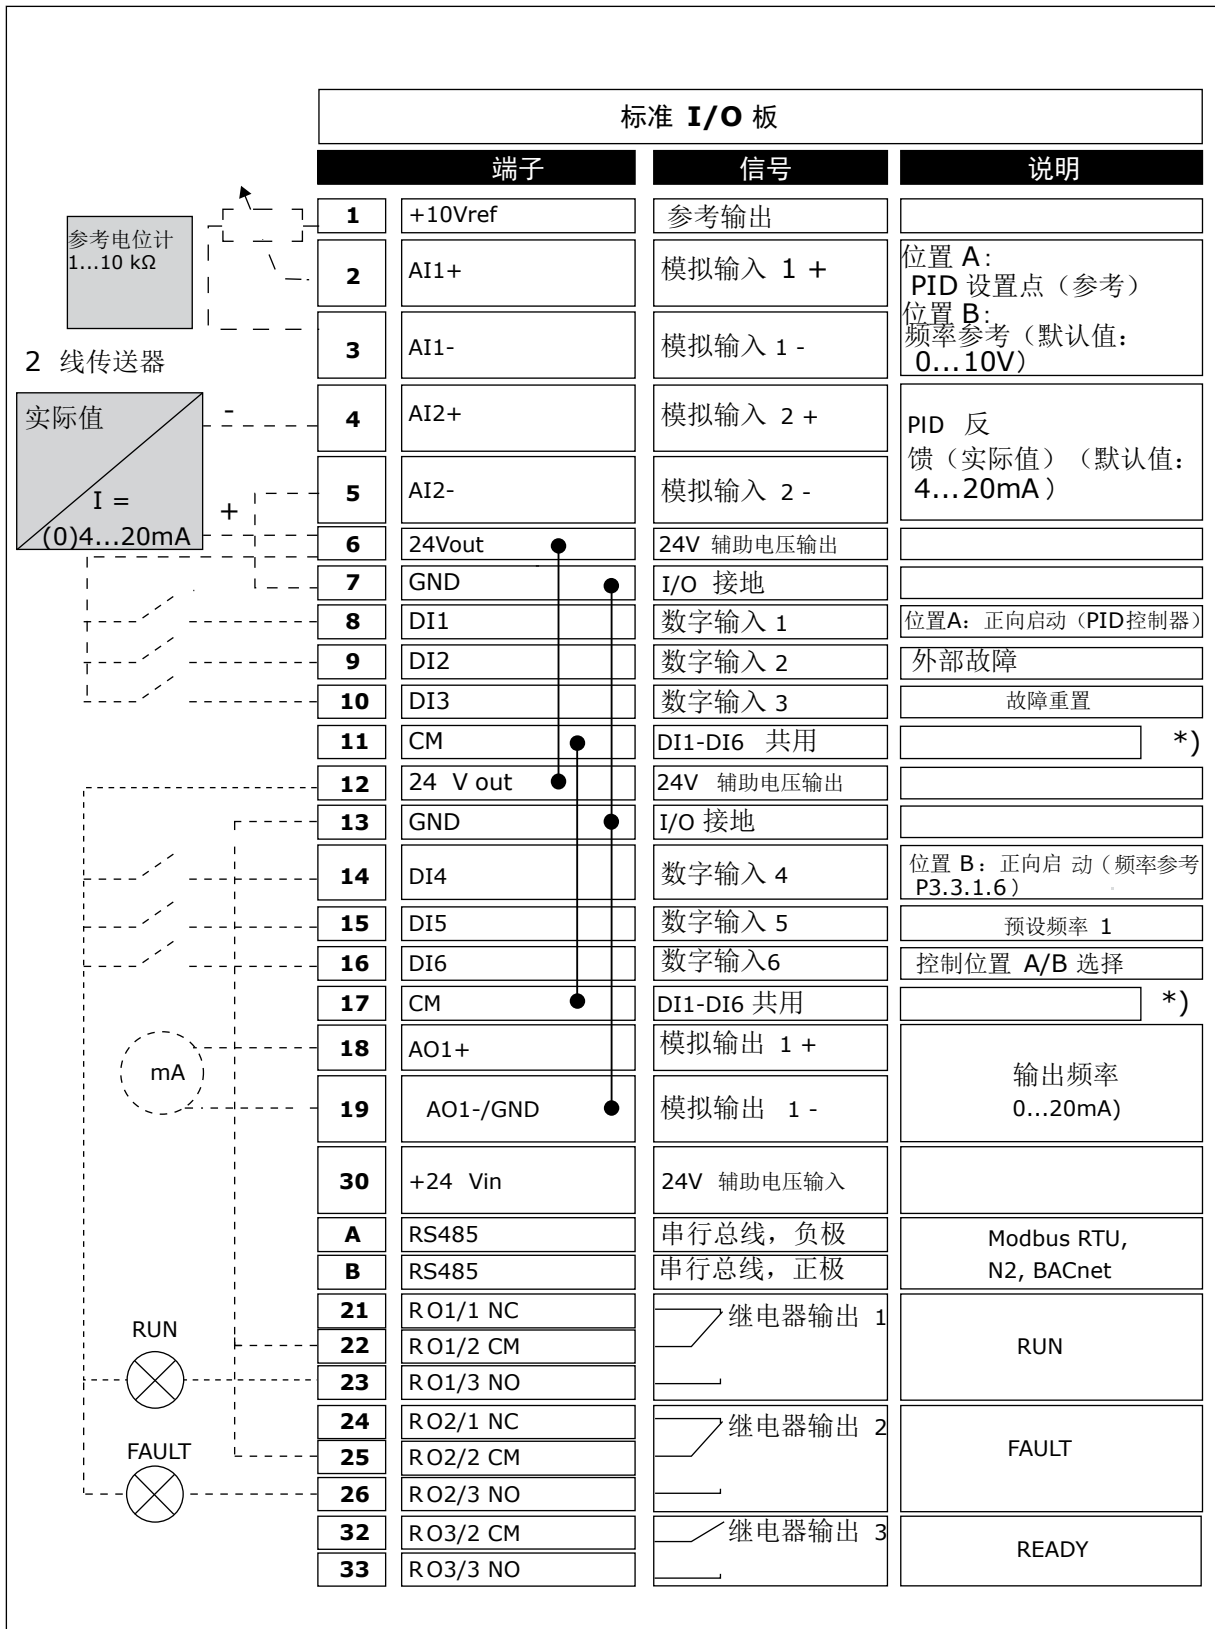 标准 I/O 板
端子 信号 说明
参考电位计
1...10 kΩ
1 +10Vref 参考输出
2 AI1+ 模拟输入 1 +
3 AI1- 模拟输入 1 -
位置 A:
PID 设置点（参考）
位置 B:
频率参考（默认值：
0...10V）
2 线传送器
实际值
I =
(0)4...20mA
-
+
4 AI2+ 模拟输入 2 +
5 AI2- 模拟输入 2 -
PID 反
馈（实际值）（默认值：
4...20mA）
6 24Vout 24V 辅助电压输出
7 GND I/O 接地
8 DI1 数字输入 1 位置A：正向启动（PID控制器）
9 DI2 数字输入 2 外部故障
10 DI3 数字输入 3 故障重置
11 CM DI1-DI6 共用 *)
12 24 V out 24V 辅助电压输出
13 GND I/O 接地
14 DI4 数字输入 4 位置 B：正向启 动（频率参考
P3.3.1.6）
15 DI5 数字输入 5 预设频率 1
16 DI6 数字输入6 控制位置 A/B 选择
17 CM DI1-DI6 共用 *)
mA
18 AO1+ 模拟输出 1 +
19 AO1-/GND 模拟输出 1 -
输出频率
0...20mA)
30 +24 Vin 24V 辅助电压输入
A RS485 串行总线，负极
B RS485 串行总线，正极
Modbus RTU,
N2, BACnet
RUN
21 RO1/1 NC 继电器输出 1
22 RO1/2 CM RUN
23 RO1/3 NO
FAULT
24 RO2/1 NC 继电器输出 2
25 RO2/2 CM FAULT
26 RO2/3 NO
32 RO3/2 CM 继电器输出 3
33 RO3/3 NO
READY